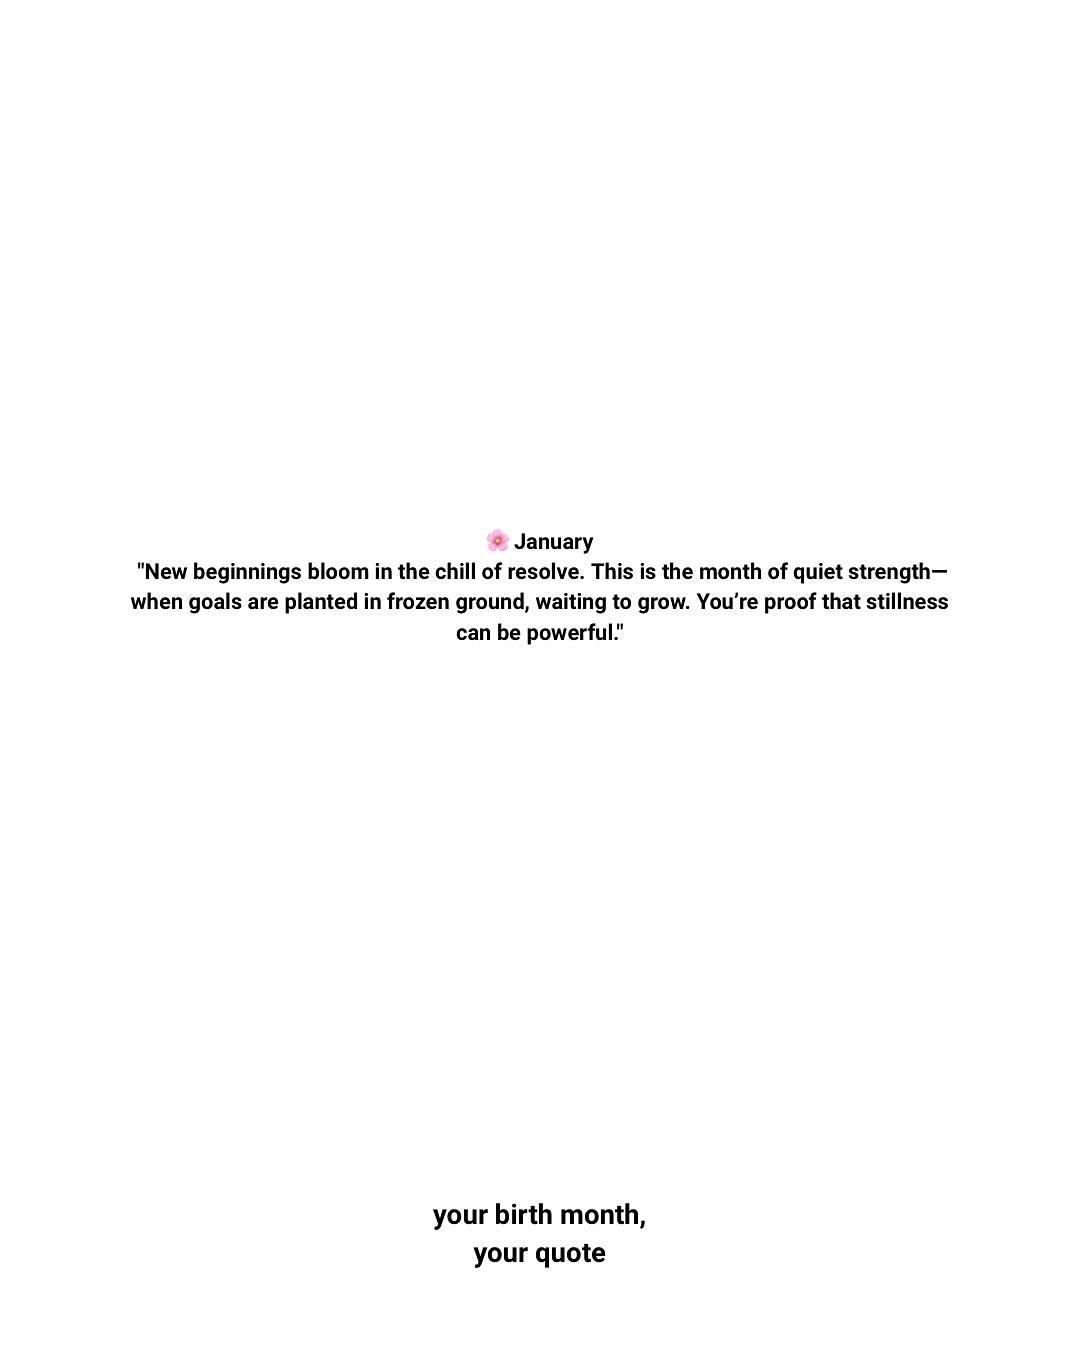 🌸 January
"New beginnings bloom in the chill of resolve. This is the month of quiet strength—
when goals are planted in frozen ground, waiting to grow. You’re proof that stillness
can be powerful."
your birth month,
your quote